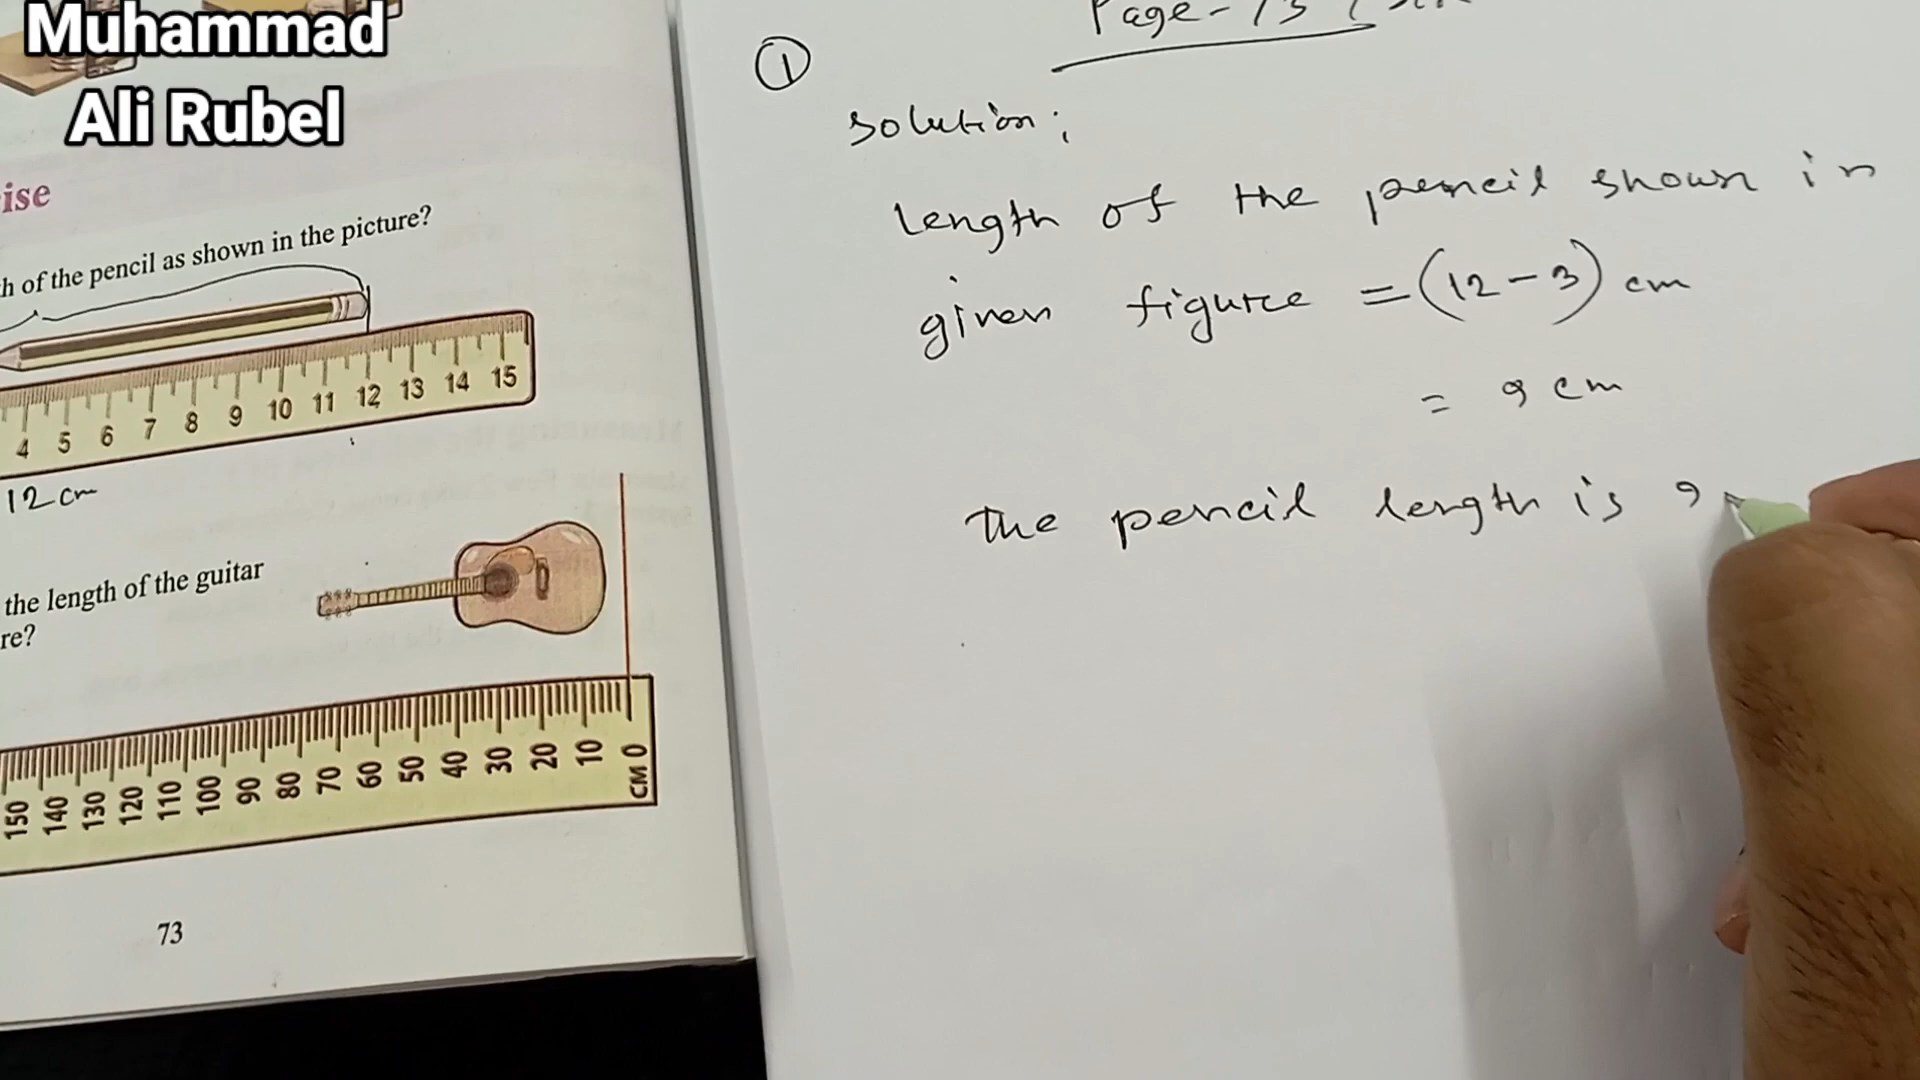 Muhammad
Ali Rubel
ise
h of the pencil as shown in the picture?
4 5 6 7 8 9 10 11 12 13 14 15
12 cm
the length of the guitar
re?
150 140 130 120 110 100 90 80 70 60 50 40 30 20 10 CM 0
73
Page-73
1
solution;
length of the pencil shown in
given figure = (12-3) cm
= 9 cm
The pencil length is 9